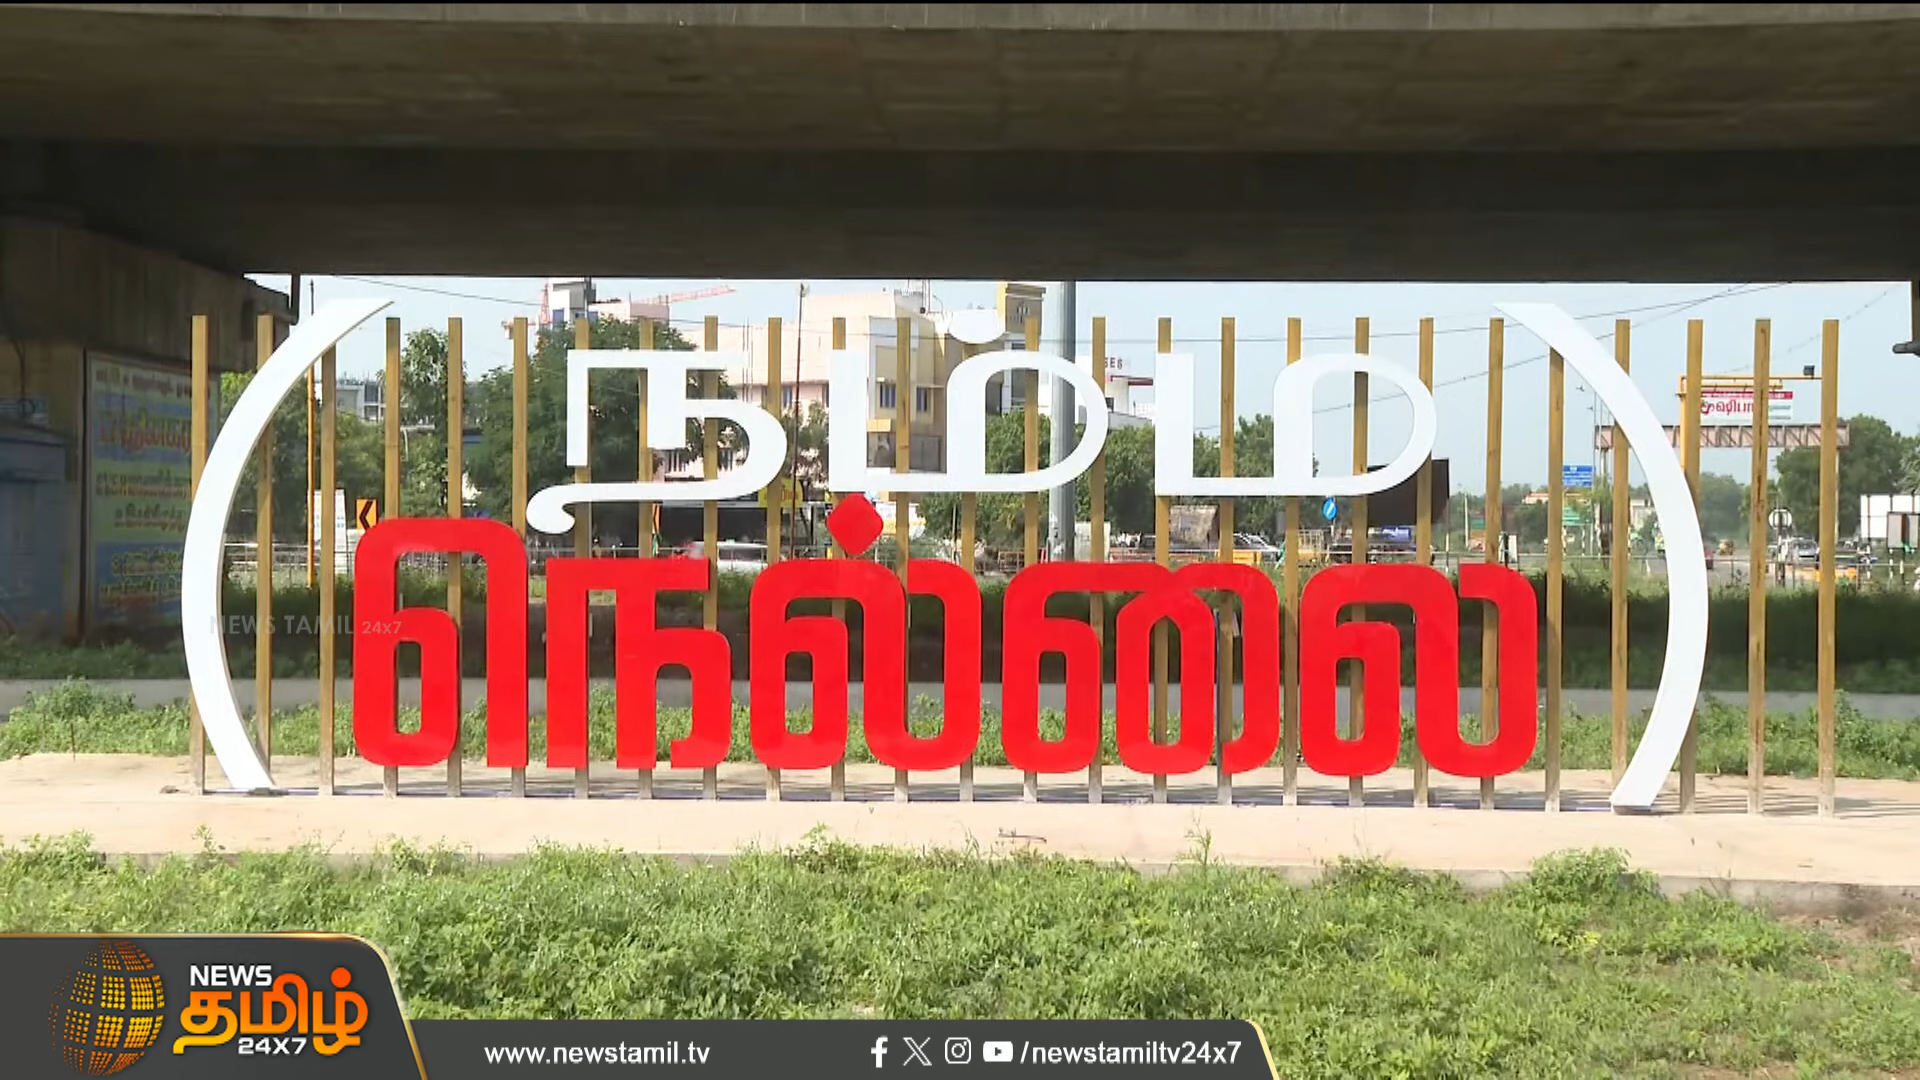 நம்ம
நெல்லை
NEWS TAMIL 24x7
NEWS
தமிழ்
24X7
www.newstamil.tv
/newstamiltv24x7